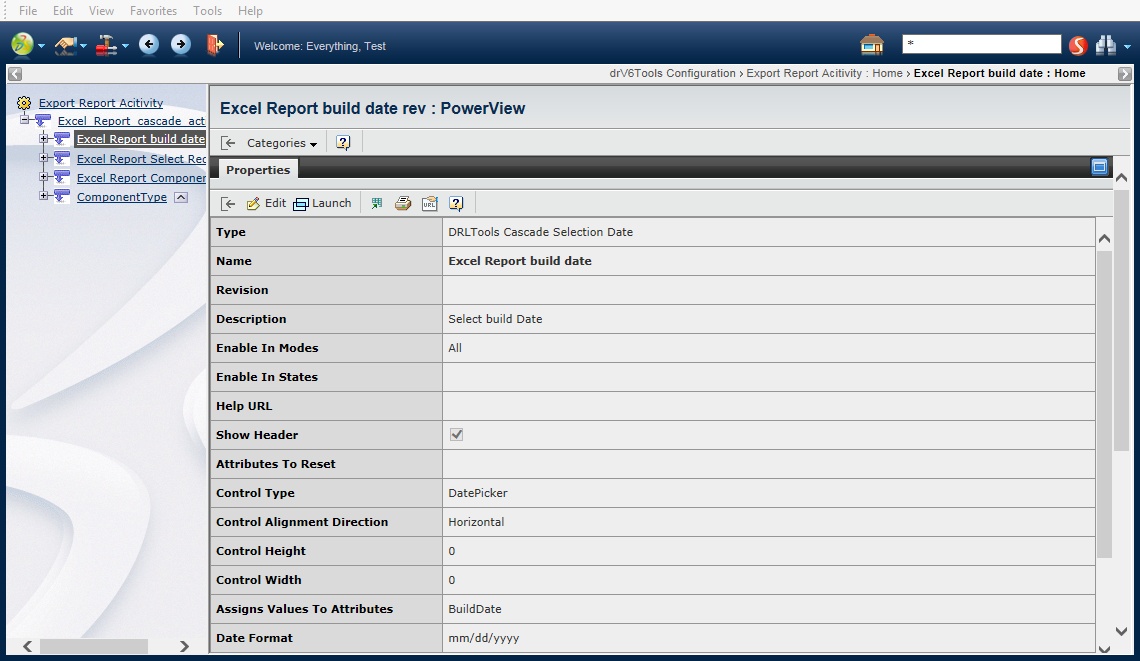 File Edit View Favorites Tools Help
Welcome: Everything, Test
*
drV6Tools Configuration › Export Report Acitivity : Home › Excel Report build date : Home
Export Report Acitivity
Excel_Report_cascade_act
Excel Report build date
Excel Report Select Rec
Excel Report Componen
ComponentType
Excel Report build date rev : PowerView
Categories
Properties
Edit Launch URL
Type DRLTools Cascade Selection Date
Name Excel Report build date
Revision
Description Select build Date
Enable In Modes All
Enable In States
Help URL
Show Header
Attributes To Reset
Control Type DatePicker
Control Alignment Direction Horizontal
Control Height 0
Control Width 0
Assigns Values To Attributes BuildDate
Date Format mm/dd/yyyy